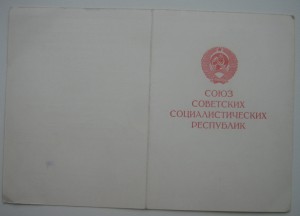 СОЮЗ
СОВЕТСКИХ
СОЦИАЛИСТИЧЕСКИХ
РЕСПУБЛИК